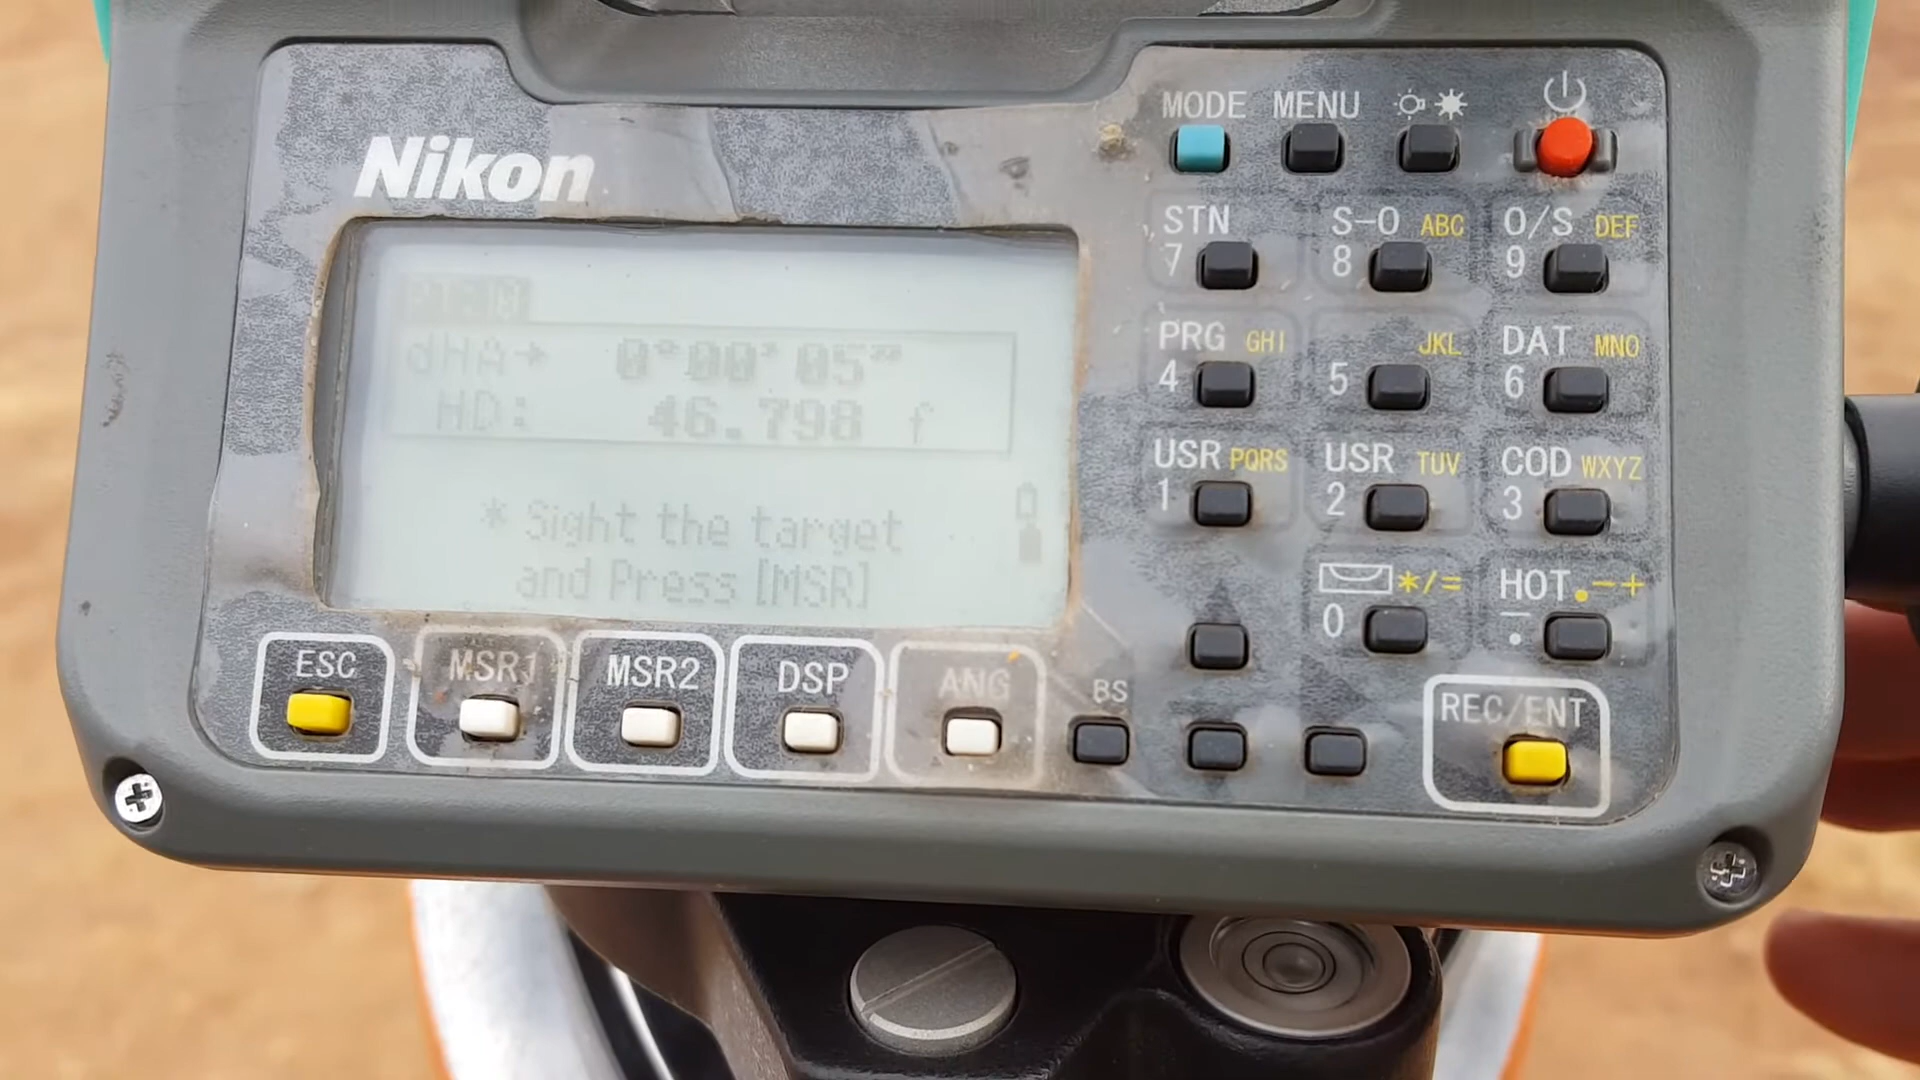 Nikon
dHA→ 0°00'05"
HD: 46.798 f
* Sight the target
and Press [MSR]
ESC MSR1 MSR2 DSP ANG
MODE MENU
STN 7 S-O ABC 8 O/S DEF 9
PRG GHI 4 JKL 5 DAT MNO 6
USR PQRS 1 USR TUV 2 COD WXYZ 3
*/= 0 HOT .-+ - .
BS
REC/ENT